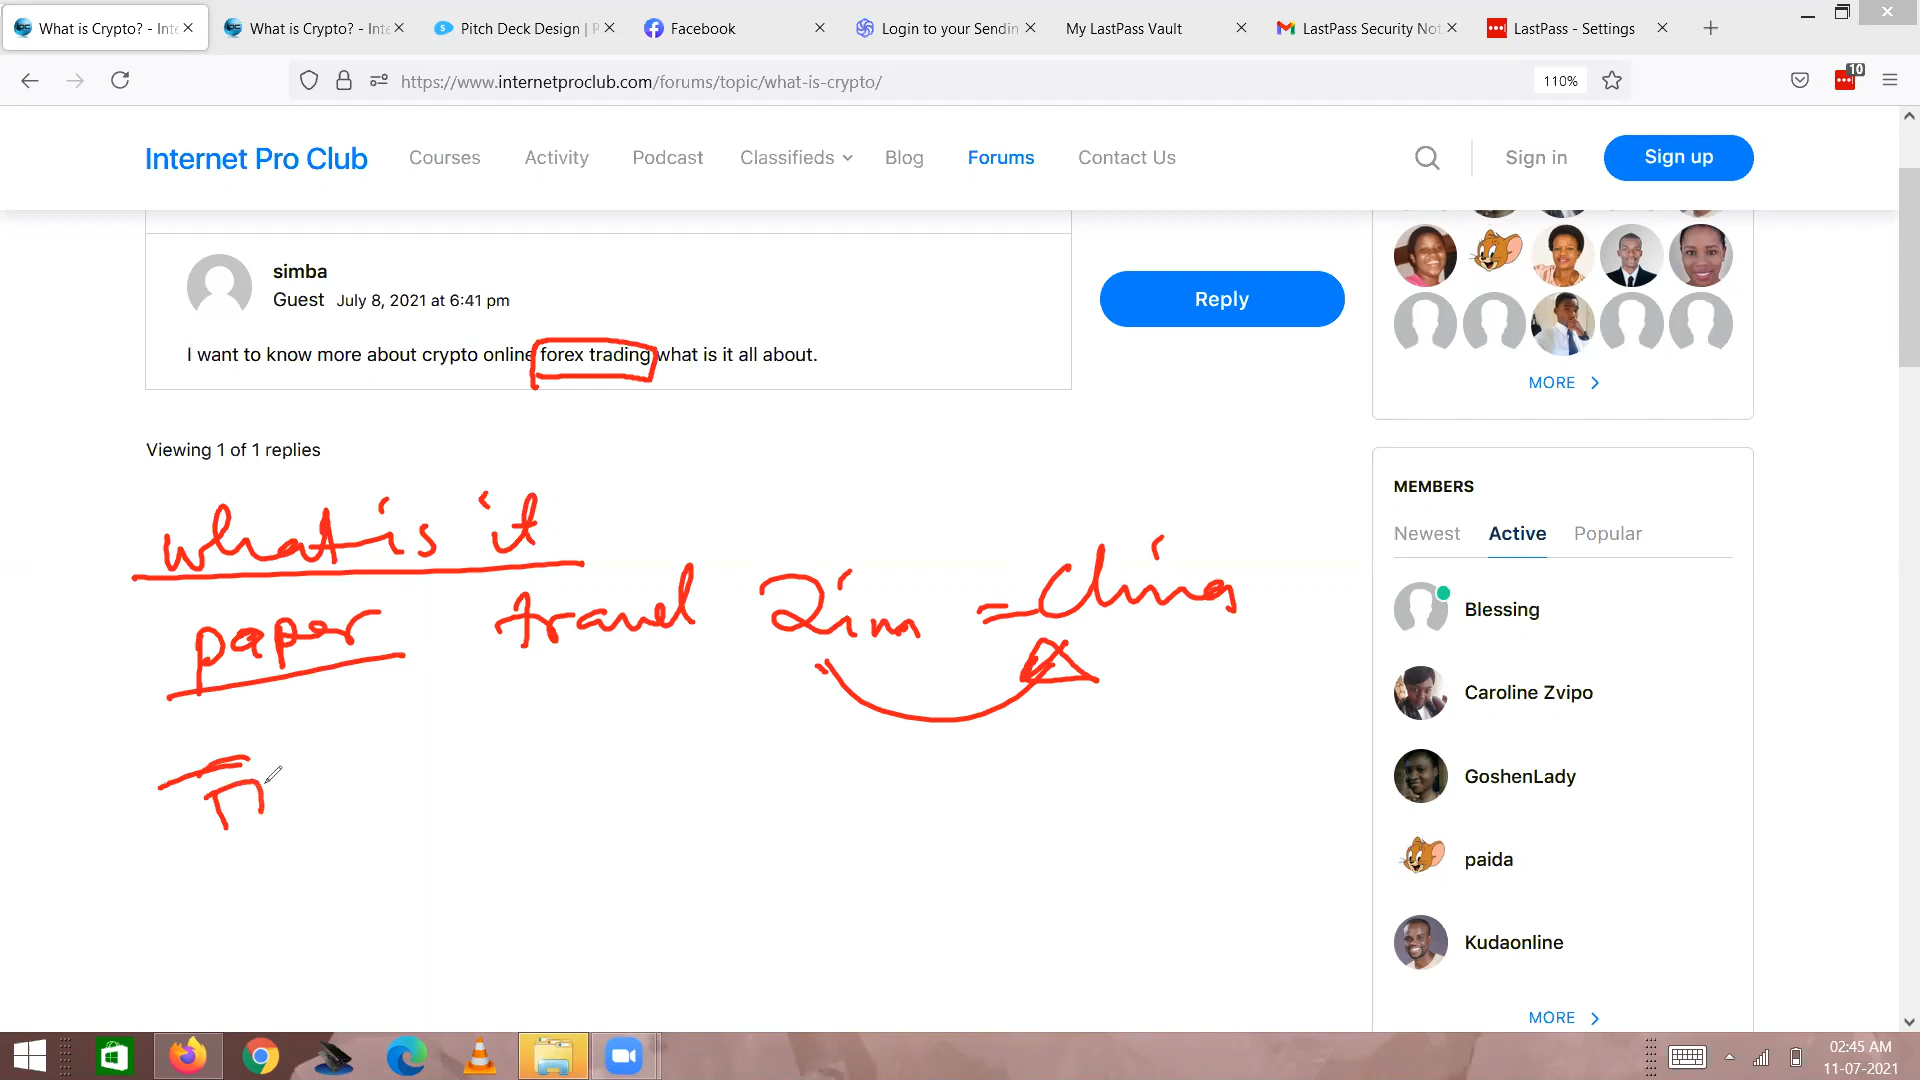 What is Crypto? - Inte
What is Crypto? - Inte
Pitch Deck Design | P
Facebook
Login to your Sendin
My LastPass Vault
LastPass Security Not
LastPass - Settings
https://www.internetproclub.com/forums/topic/what-is-crypto/
110%
10
Internet Pro Club
Courses
Activity
Podcast
Classifieds
Blog
Forums
Contact Us
Sign in
Sign up
simba
Guest July 8, 2021 at 6:41 pm
Reply
I want to know more about crypto online forex trading what is it all about.
MORE
Viewing 1 of 1 replies
MEMBERS
Newest Active Popular
what is it
paper travel Zim = China
Blessing
Caroline Zvipo
GoshenLady
paida
Kudaonline
MORE
02:45 AM
11-07-2021